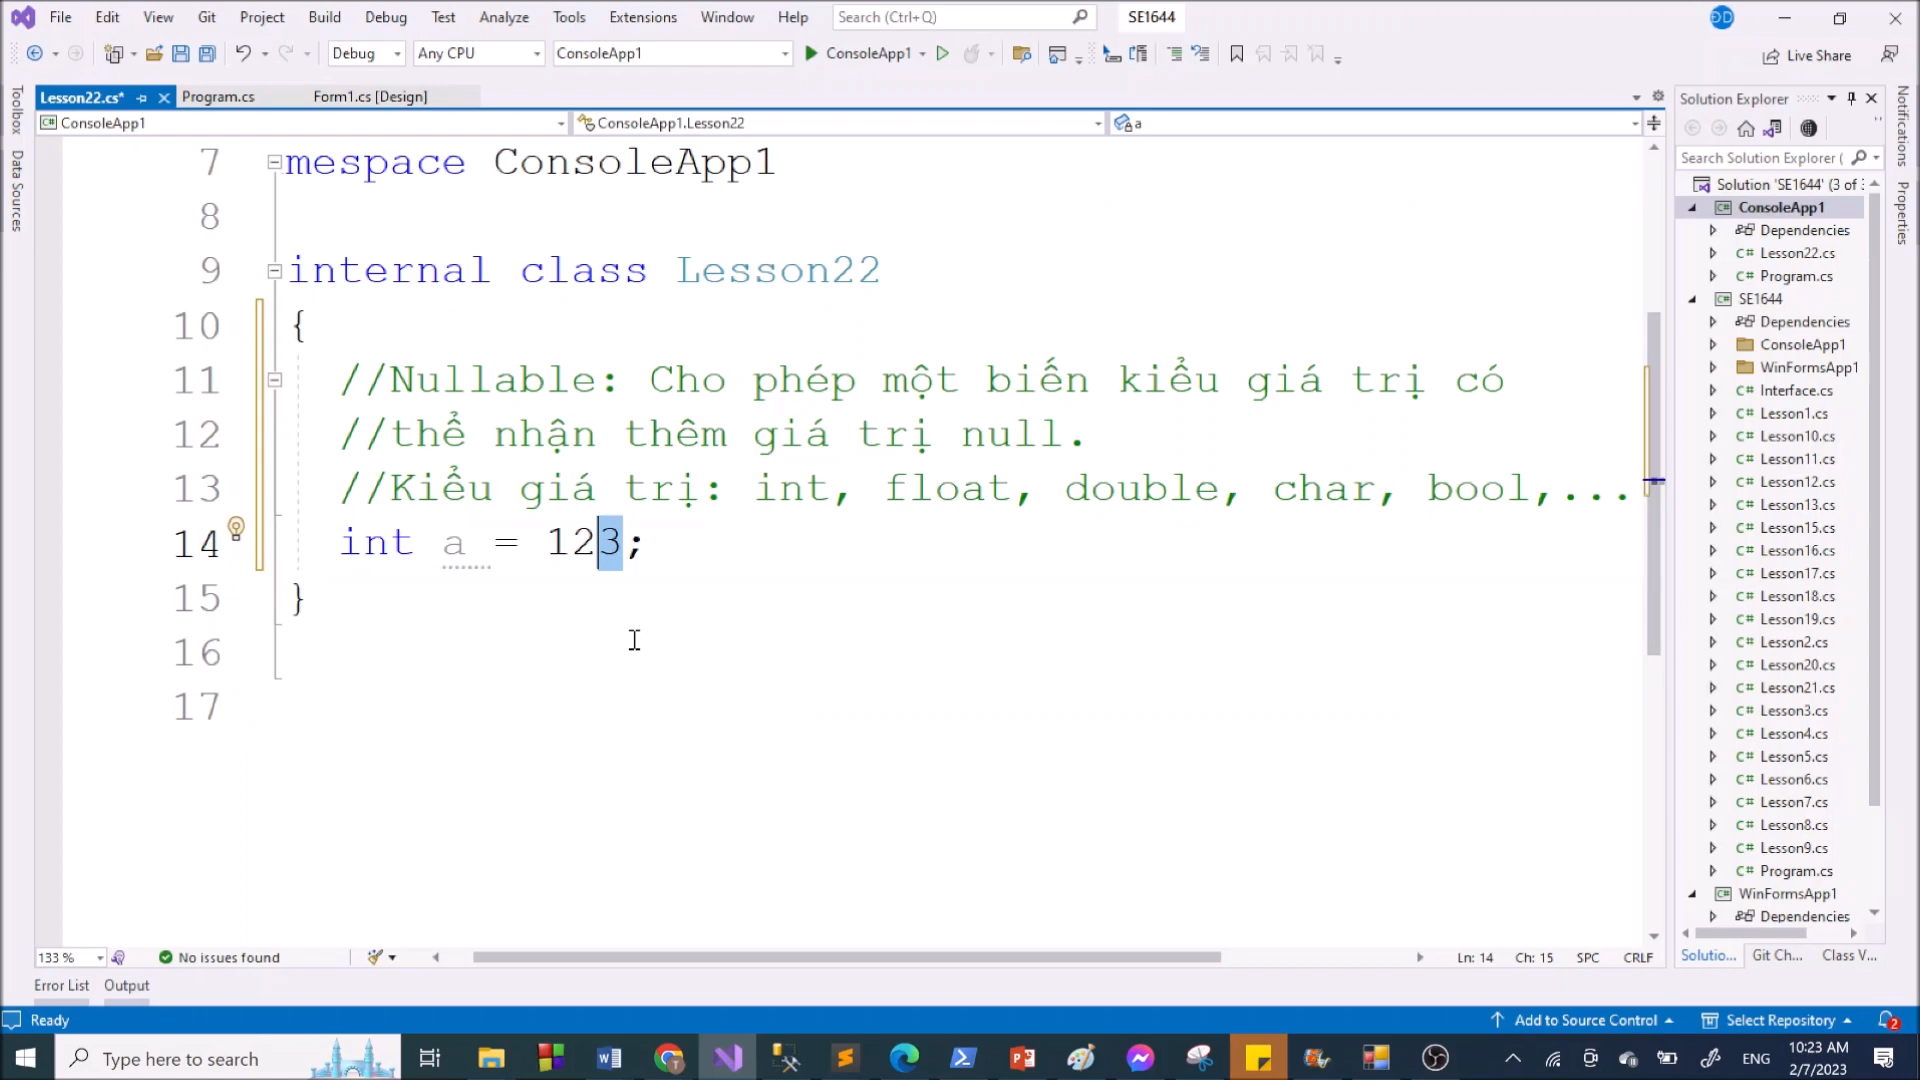 File Edit View Git Project Build Debug Test Analyze Tools Extensions Window Help Search (Ctrl+Q) SE1644 ĐD
Debug Any CPU ConsoleApp1 ConsoleApp1 Live Share
Lesson22.cs* Program.cs Form1.cs [Design]
ConsoleApp1 ConsoleApp1.Lesson22 a
Toolbox
Data Sources
7 mespace ConsoleApp1
8
9 internal class Lesson22
10 {
11 //Nullable: Cho phép một biến kiểu giá trị có
12 //thể nhận thêm giá trị null.
13 //Kiểu giá trị: int, float, double, char, bool,...
14 int a = 123;
15 }
16
17
133 % No issues found Ln: 14 Ch: 15 SPC CRLF
Error List Output
Solution Explorer
Search Solution Explorer (
Solution 'SE1644' (3 of
ConsoleApp1
Dependencies
C# Lesson22.cs
C# Program.cs
SE1644
Dependencies
ConsoleApp1
WinFormsApp1
C# Interface.cs
C# Lesson1.cs
C# Lesson10.cs
C# Lesson11.cs
C# Lesson12.cs
C# Lesson13.cs
C# Lesson15.cs
C# Lesson16.cs
C# Lesson17.cs
C# Lesson18.cs
C# Lesson19.cs
C# Lesson2.cs
C# Lesson20.cs
C# Lesson21.cs
C# Lesson3.cs
C# Lesson4.cs
C# Lesson5.cs
C# Lesson6.cs
C# Lesson7.cs
C# Lesson8.cs
C# Lesson9.cs
C# Program.cs
WinFormsApp1
Dependencies
Solutio... Git Ch... Class V...
Notifications
Properties
Ready Add to Source Control Select Repository 2
Type here to search ENG 10:23 AM
2/7/2023